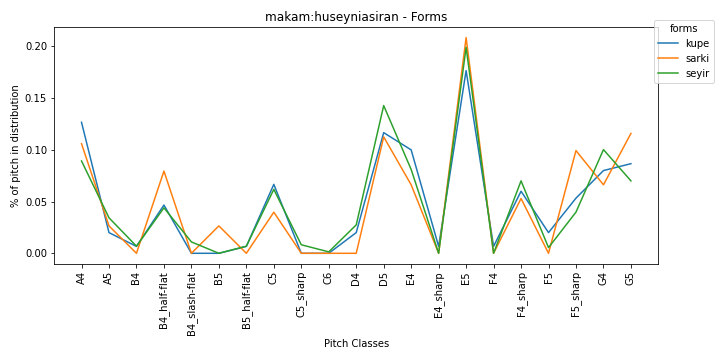 makam:huseyniasiran - Forms
forms
kupe
sarki
seyir
% of pitch in distribution
0.20
0.15
0.10
0.05
0.00
A4
A5
B4
B4_half-flat
B4_slash-flat
B5
B5_half-flat
C5
C5_sharp
C6
D4
D5
E4
E4_sharp
E5
F4
F4_sharp
F5
F5_sharp
G4
G5
Pitch Classes